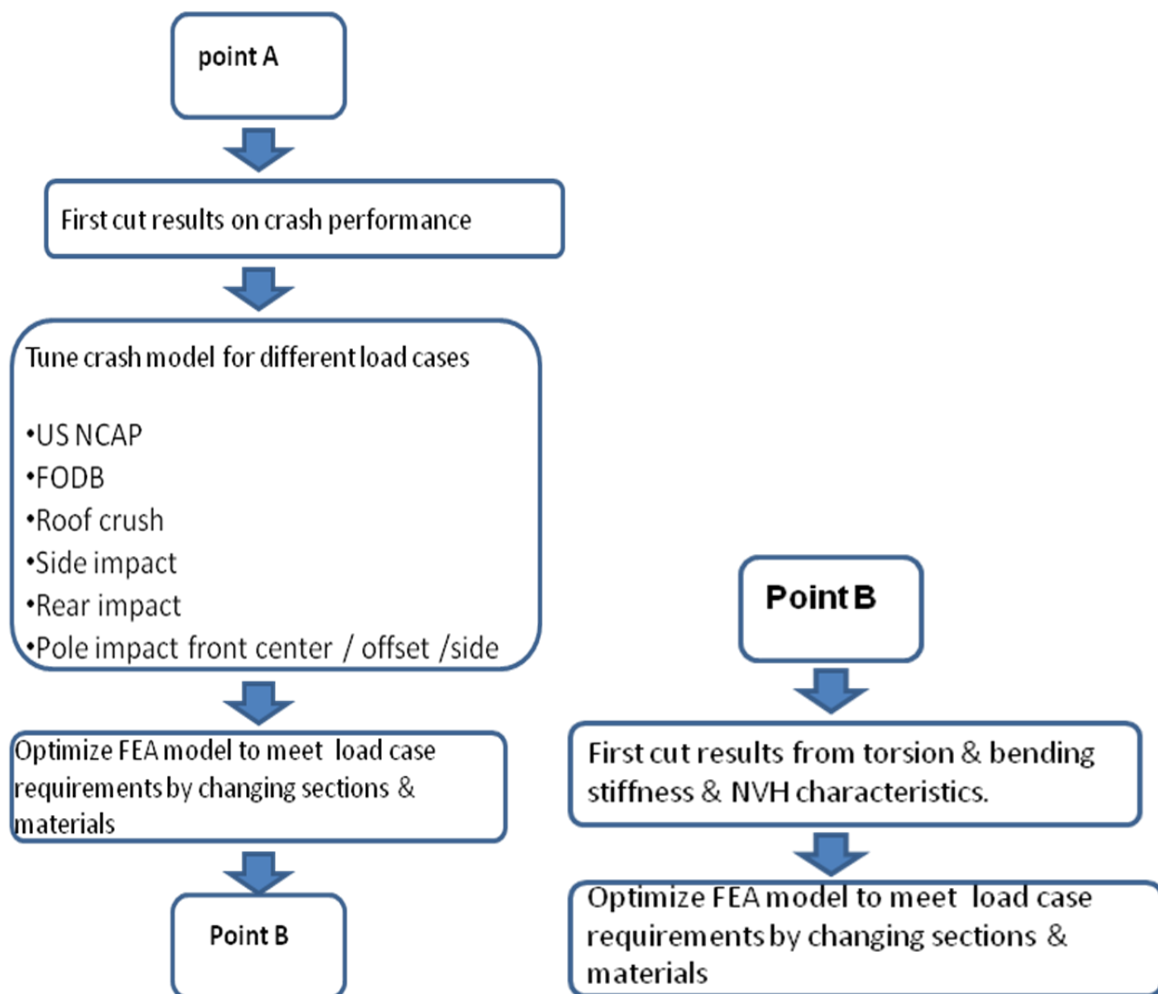 point A
First cut results on crash performance
Tune crash model for different load cases
•US NCAP
•FODB
•Roof crush
•Side impact
•Rear impact
•Pole impact front center / offset /side
Optimize FEA model to meet load case
requirements by changing sections &
materials
Point B
Point B
First cut results from torsion & bending
stiffness & NVH characteristics.
Optimize FEA model to meet load case
requirements by changing sections &
materials